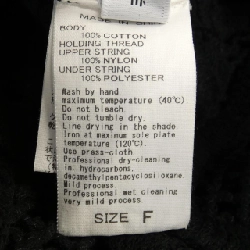 MADE IN
BODY
100% COTTON
HOLDING THREAD
UPPER STRING
100% NYLON
UNDER STRING
100% POLYESTER
Wash by hand
maximum temperature (40°C)
Do not bleach.
Do not tumble dry.
Line drying in the shade
Iron at maximum sole plate
temperature (120°C).
Use press-cloth
Professional dry-cleaning
in hydrocarbons,
decamethylpentacyclosiloxane.
Mild process
Professional wet cleaning
very mild process
SIZE F